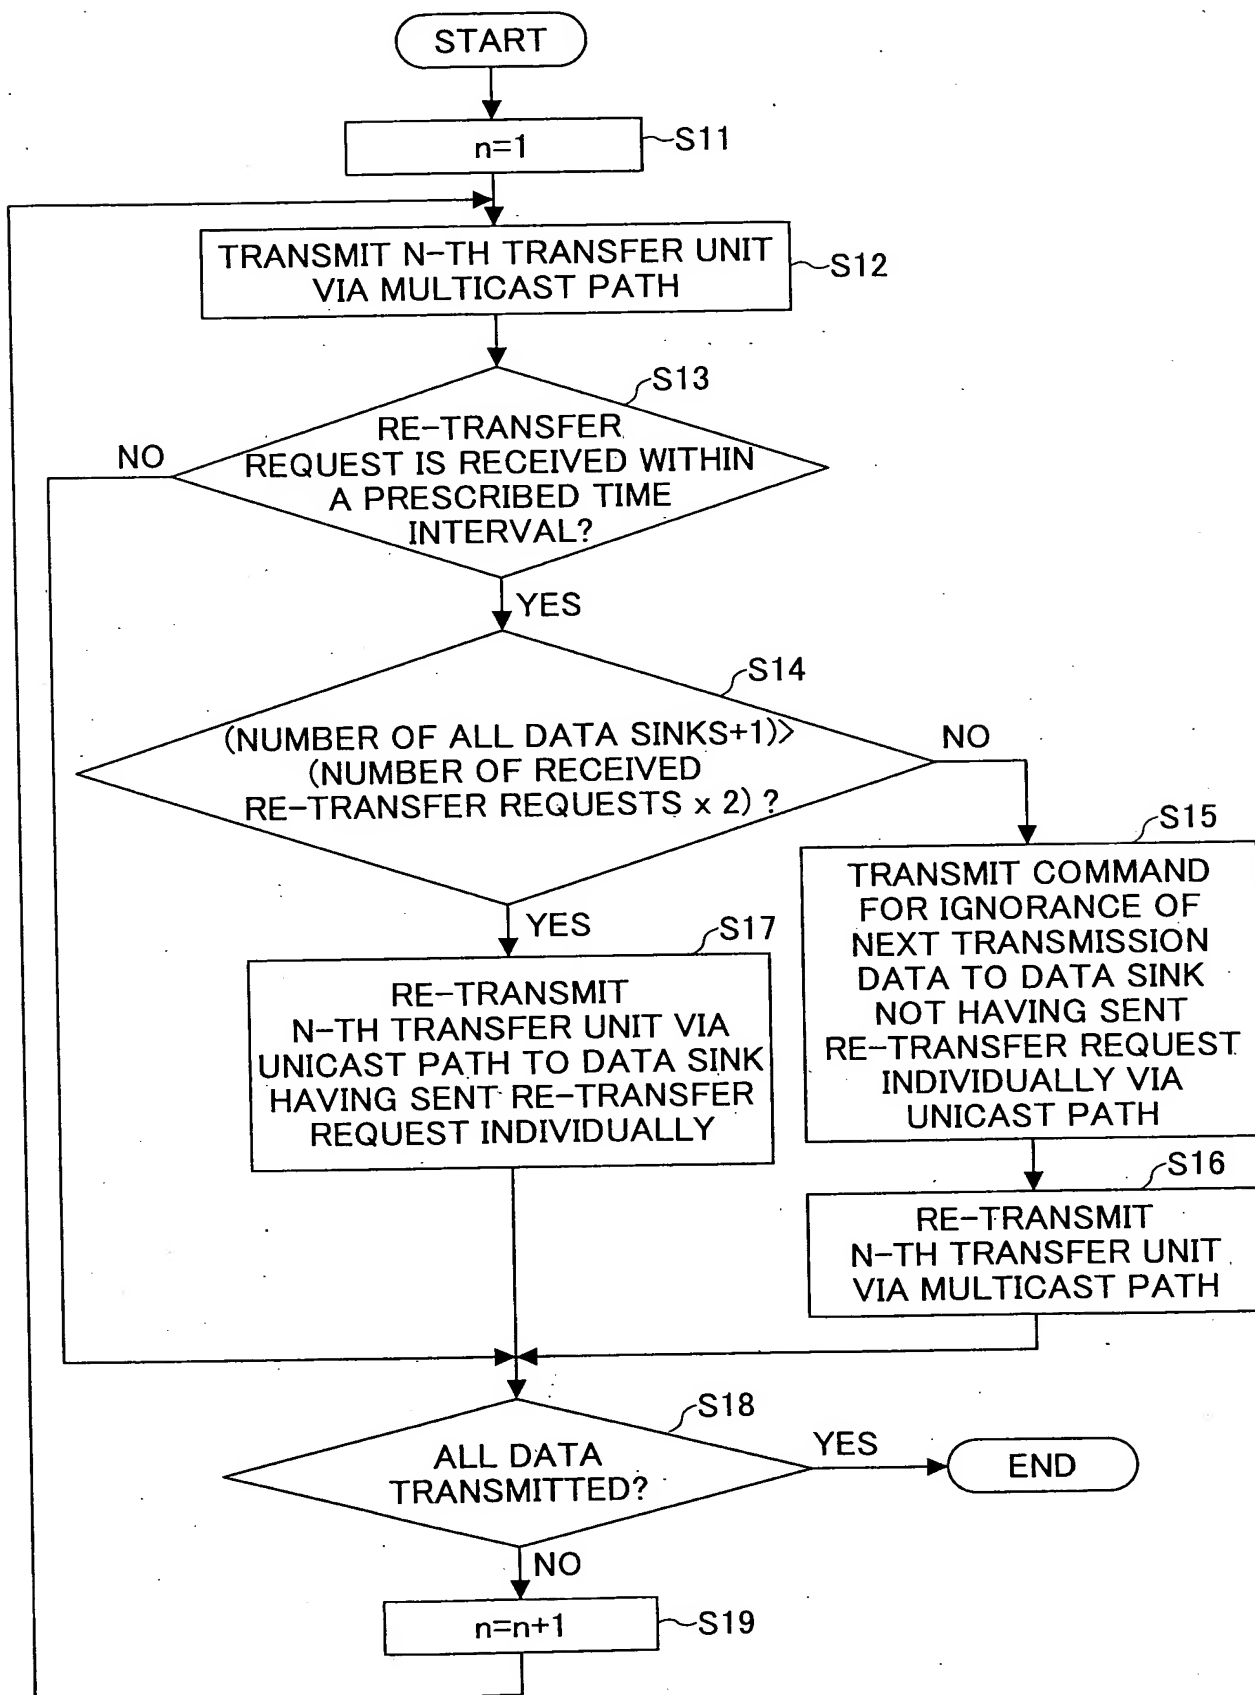 START
n=1
S11
TRANSMIT N-TH TRANSFER UNIT
VIA MULTICAST PATH
S12
S13
RE-TRANSFER
REQUEST IS RECEIVED WITHIN
A PRESCRIBED TIME
INTERVAL?
NO
YES
S14
(NUMBER OF ALL DATA SINKS+1)>
(NUMBER OF RECEIVED
RE-TRANSFER REQUESTS x 2) ?
NO
YES
S15
TRANSMIT COMMAND
FOR IGNORANCE OF
NEXT TRANSMISSION
DATA TO DATA SINK
NOT HAVING SENT
RE-TRANSFER REQUEST
INDIVIDUALLY VIA
UNICAST PATH
S17
RE-TRANSMIT
N-TH TRANSFER UNIT VIA
UNICAST PATH TO DATA SINK
HAVING SENT RE-TRANSFER
REQUEST INDIVIDUALLY
S16
RE-TRANSMIT
N-TH TRANSFER UNIT
VIA MULTICAST PATH
S18
ALL DATA
TRANSMITTED?
YES
END
NO
n=n+1
S19